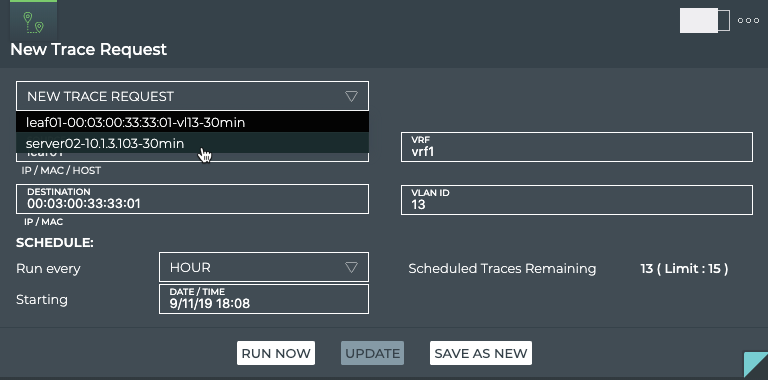 New Trace Request
NEW TRACE REQUEST
leaf01-00:03:00:33:33:01-vl13-30min
server02-10.1.3.103-30min
leaf01
IP / MAC / HOST
VRF
vrf1
DESTINATION
00:03:00:33:33:01
IP / MAC
VLAN ID
13
SCHEDULE:
Run every
HOUR
Scheduled Traces Remaining
13 ( Limit : 15 )
Starting
DATE / TIME
9/11/19 18:08
RUN NOW
UPDATE
SAVE AS NEW